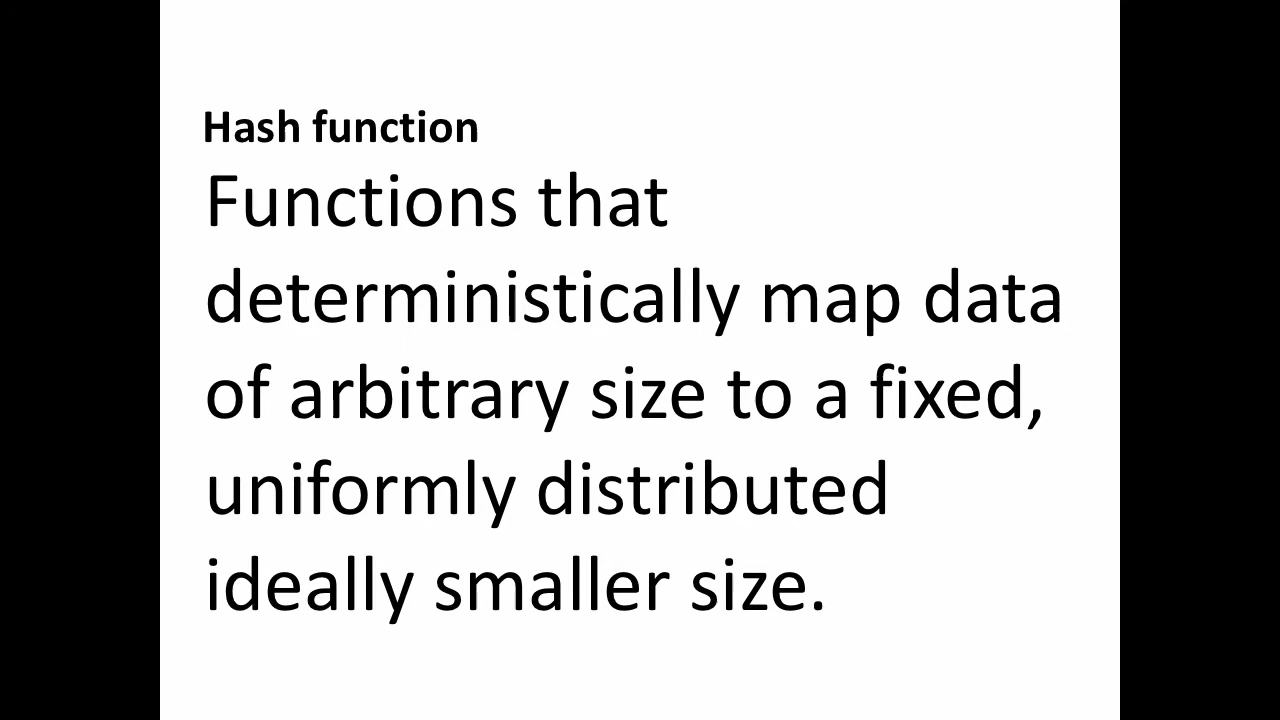 Hash function
Functions that
deterministically map data
of arbitrary size to a fixed,
uniformly distributed
ideally smaller size.